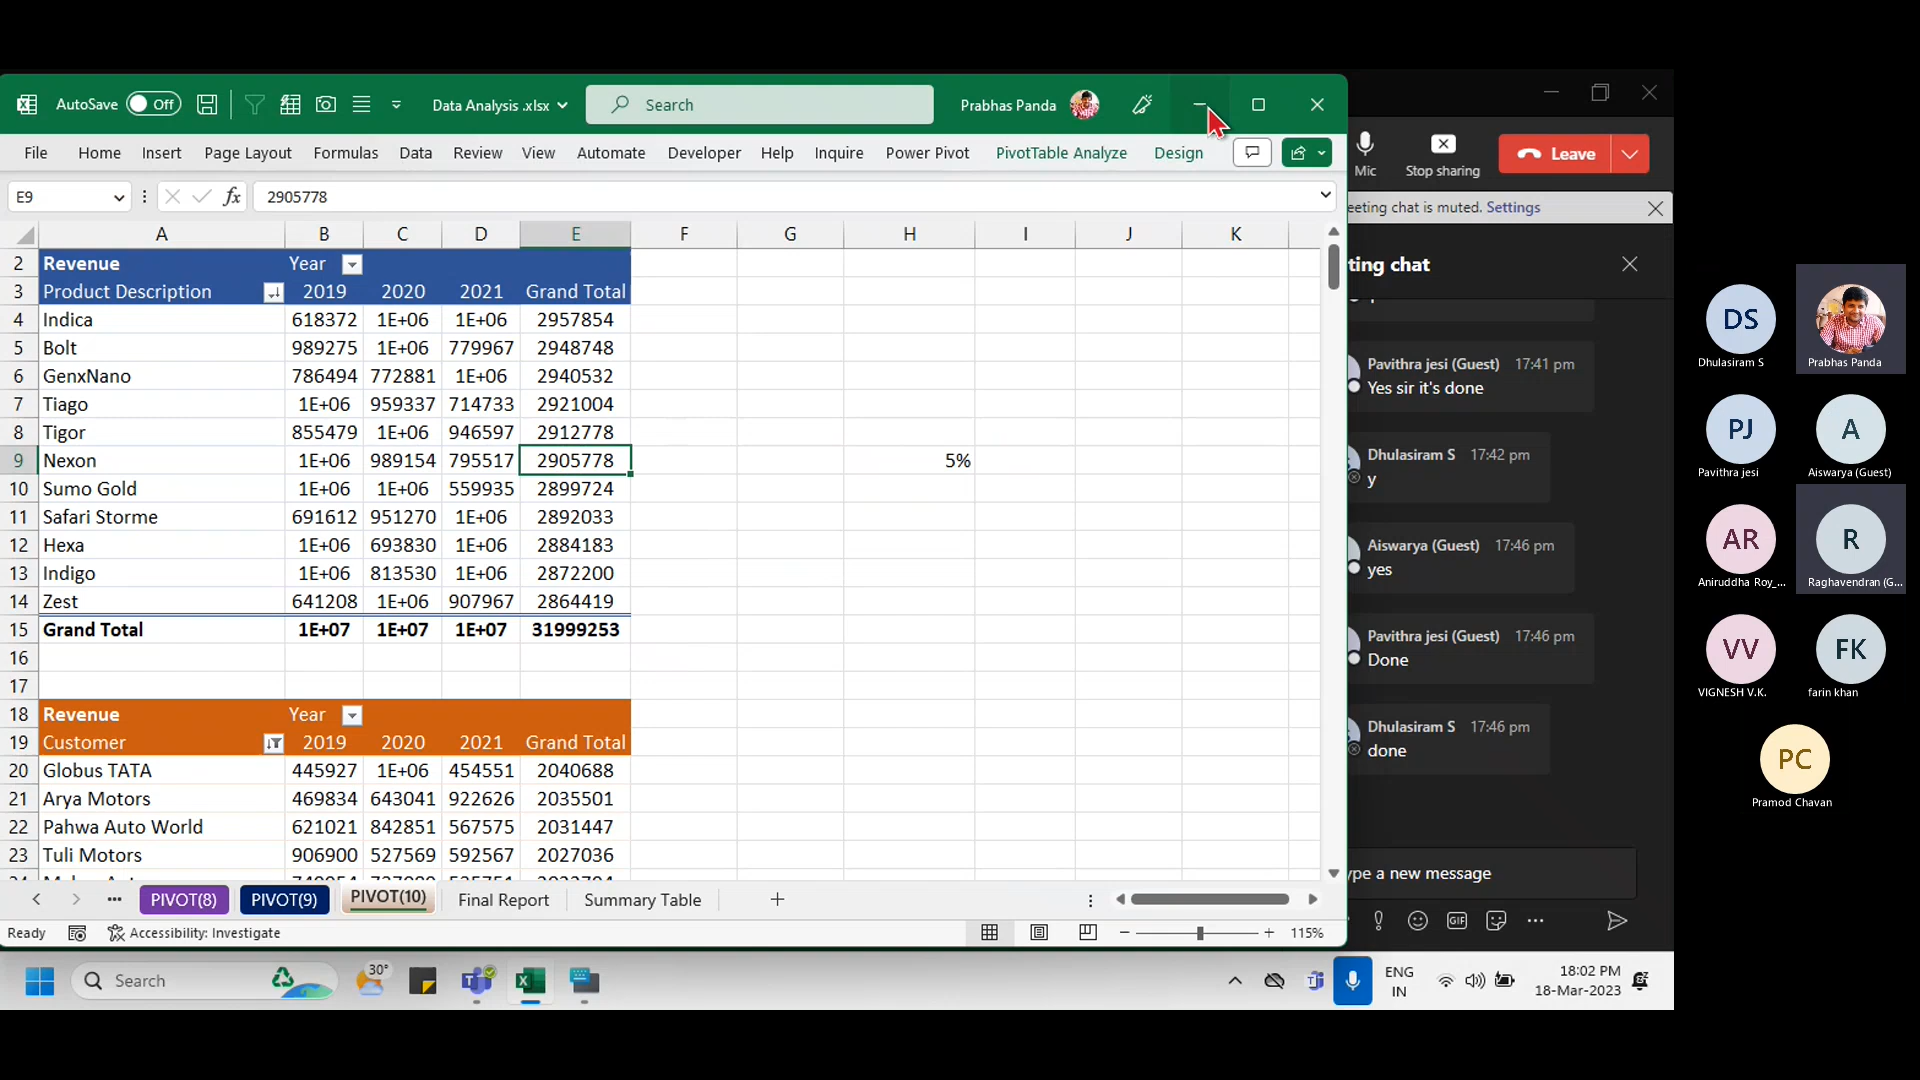 AutoSave Off Data Analysis .xlsx Search Prabhas Panda
File Home Insert Page Layout Formulas Data Review View Automate Developer Help Inquire Power Pivot PivotTable Analyze Design
E9 fx 2905778
A B C D E F G H I J K
2 Revenue Year
3 Product Description 2019 2020 2021 Grand Total
4 Indica 618372 1E+06 1E+06 2957854
5 Bolt 989275 1E+06 779967 2948748
6 GenxNano 786494 772881 1E+06 2940532
7 Tiago 1E+06 959337 714733 2921004
8 Tigor 855479 1E+06 946597 2912778
9 Nexon 1E+06 989154 795517 2905778 5%
10 Sumo Gold 1E+06 1E+06 559935 2899724
11 Safari Storme 691612 951270 1E+06 2892033
12 Hexa 1E+06 693830 1E+06 2884183
13 Indigo 1E+06 813530 1E+06 2872200
14 Zest 641208 1E+06 907967 2864419
15 Grand Total 1E+07 1E+07 1E+07 31999253
16
17
18 Revenue Year
19 Customer 2019 2020 2021 Grand Total
20 Globus TATA 445927 1E+06 454551 2040688
21 Arya Motors 469834 643041 922626 2035501
22 Pahwa Auto World 621021 842851 567575 2031447
23 Tuli Motors 906900 527569 592567 2027036
PIVOT(8) PIVOT(9) PIVOT(10) Final Report Summary Table
Ready Accessibility: Investigate 115%
Mic Stop sharing Leave
eeting chat is muted. Settings
ting chat
Pavithra jesi (Guest) 17:41 pm
Yes sir it's done
Dhulasiram S 17:42 pm
y
Aiswarya (Guest) 17:46 pm
yes
Pavithra jesi (Guest) 17:46 pm
Done
Dhulasiram S 17:46 pm
done
ype a new message
GIF
Search 30° ENG IN 18:02 PM
18-Mar-2023
DS
Dhulasiram S
Prabhas Panda
PJ
Pavithra jesi
A
Aiswarya (Guest)
AR
Aniruddha Roy_...
R
Raghavendran (G...
VV
VIGNESH V.K.
FK
farin khan
PC
Pramod Chavan